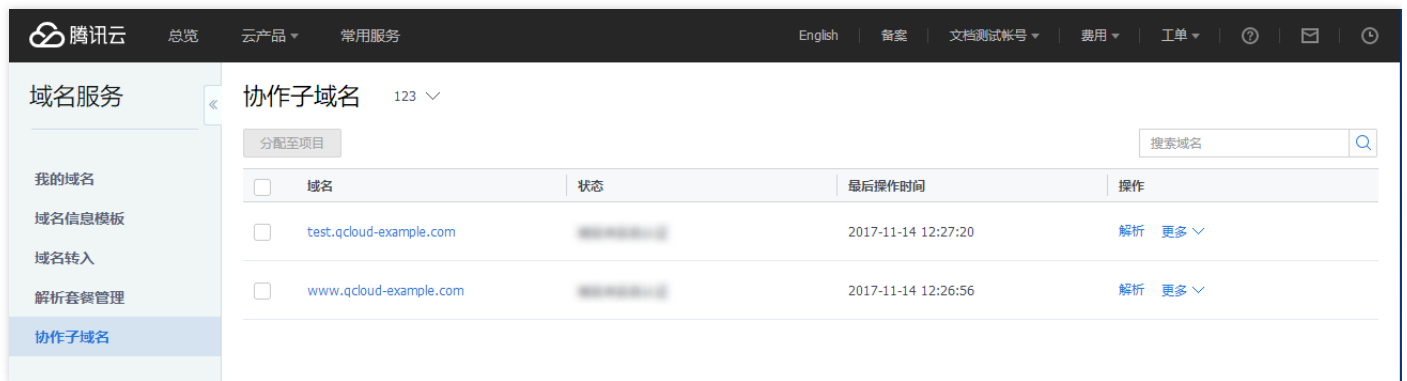 腾讯云 总览 云产品 常用服务 English 备案 文档测试帐号 费用 工单
域名服务
协作子域名 123
分配至项目 搜索域名
我的域名
域名信息模板
域名转入
解析套餐管理
协作子域名
域名 状态 最后操作时间 操作
test.qcloud-example.com 2017-11-14 12:27:20 解析 更多
www.qcloud-example.com 2017-11-14 12:26:56 解析 更多